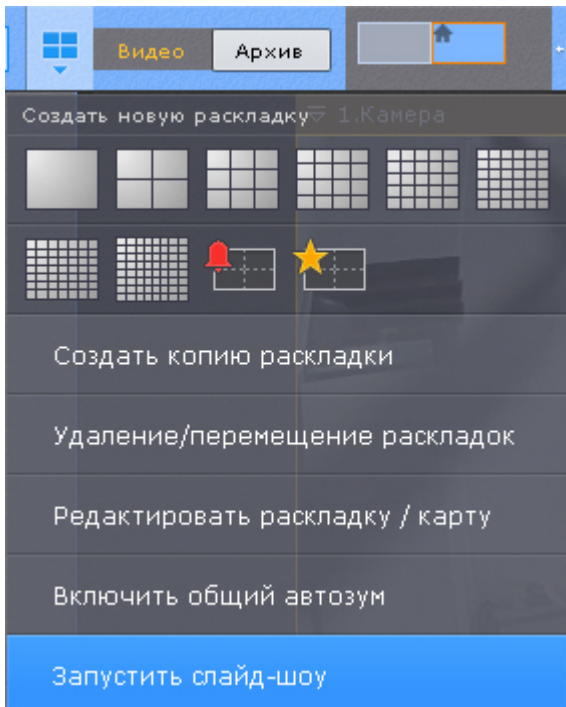 Видео Архив
Создать новую раскладку 1.Камера
Создать копию раскладки
Удаление/перемещение раскладок
Редактировать раскладку / карту
Включить общий автозум
Запустить слайд-шоу